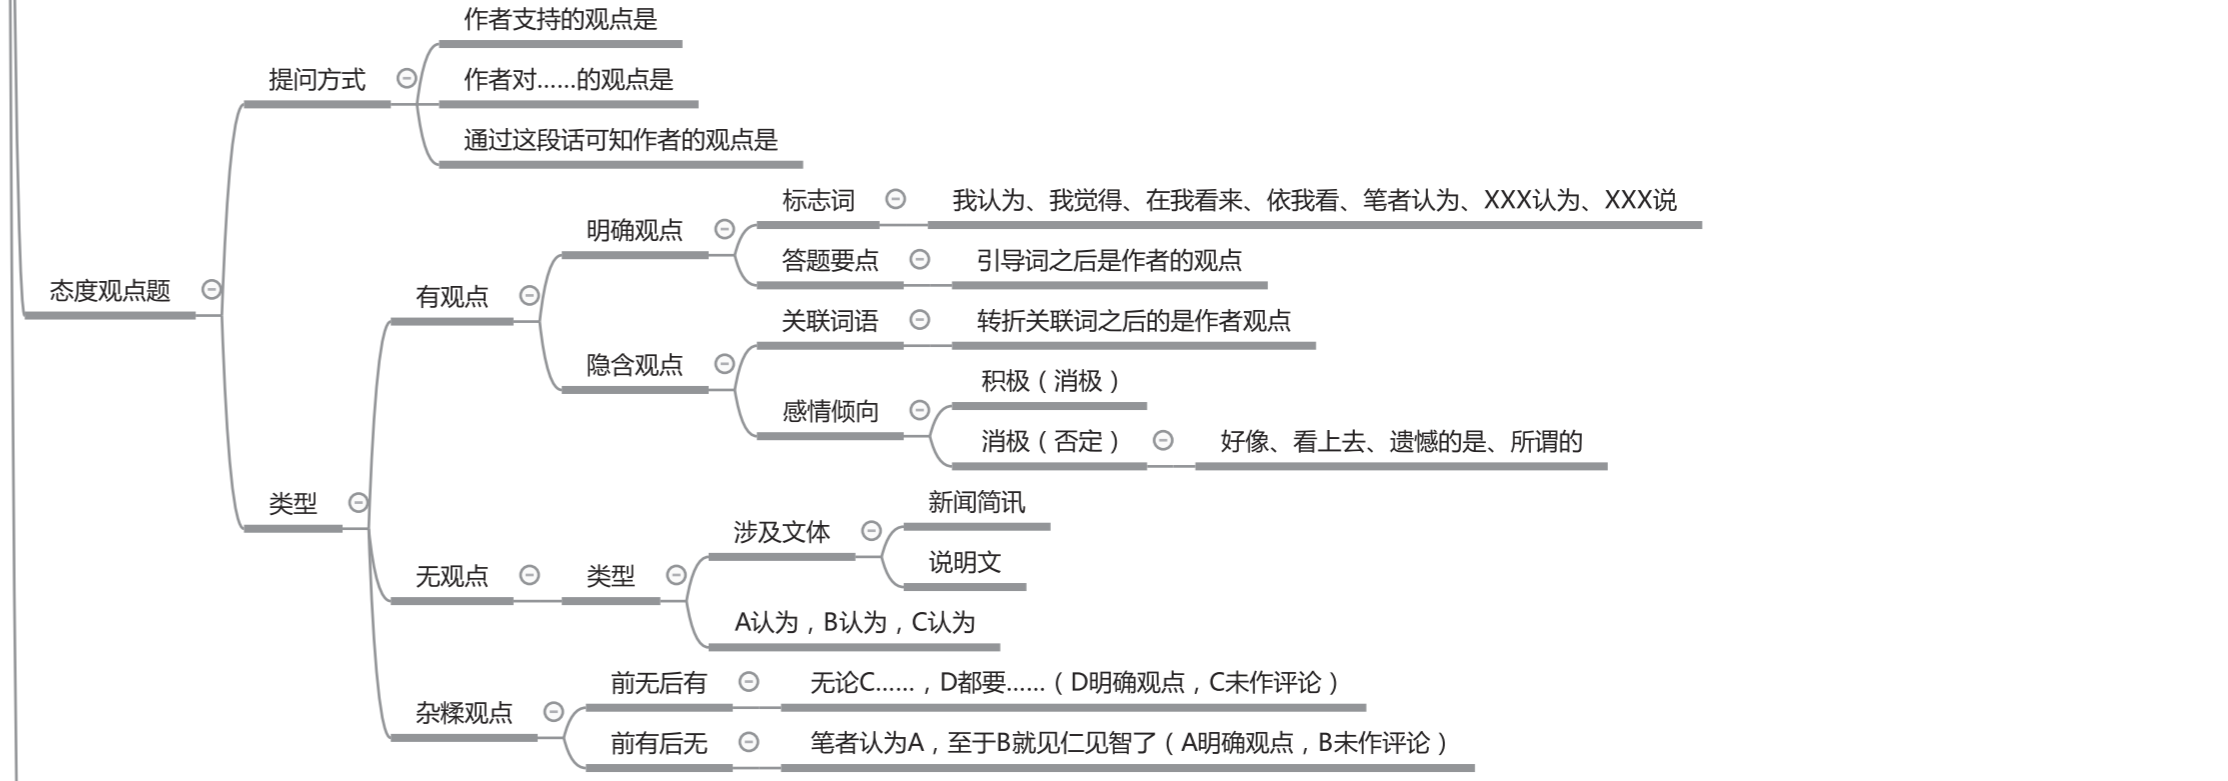 作者支持的观点是
提问方式
作者对......的观点是
通过这段话可知作者的观点是
标志词
我认为、我觉得、在我看来、依我看、笔者认为、XXX认为、XXX说
明确观点
答题要点
引导词之后是作者的观点
态度观点题
有观点
关联词语
转折关联词之后的是作者观点
隐含观点
积极（消极）
感情倾向
消极（否定）
好像、看上去、遗憾的是、所谓的
类型
新闻简讯
涉及文体
说明文
无观点
类型
A认为，B认为，C认为
前无后有
无论C......，D都要......（D明确观点，C未作评论）
杂糅观点
前有后无
笔者认为A，至于B就见仁见智了（A明确观点，B未作评论）